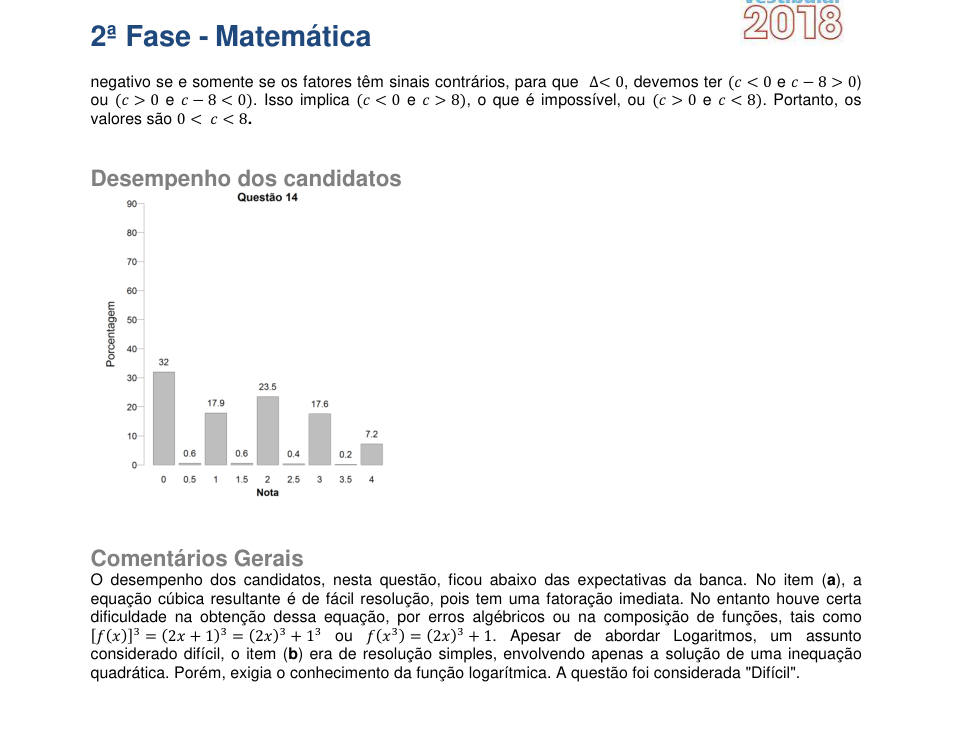 Vestibular
2018
2ª Fase - Matemática
negativo se e somente se os fatores têm sinais contrários, para que Δ< 0, devemos ter (c < 0 e c − 8 > 0)
ou (c > 0 e c − 8 < 0). Isso implica (c < 0 e c > 8), o que é impossível, ou (c > 0 e c < 8). Portanto, os
valores são 0 < c < 8.
Desempenho dos candidatos
Questão 14
Porcentagem
90
80
70
60
50
40
30
20
10
0
32
0.6
17.9
0.6
23.5
0.4
17.6
0.2
7.2
0 0.5 1 1.5 2 2.5 3 3.5 4
Nota
Comentários Gerais
O desempenho dos candidatos, nesta questão, ficou abaixo das expectativas da banca. No item (a), a
equação cúbica resultante é de fácil resolução, pois tem uma fatoração imediata. No entanto houve certa
dificuldade na obtenção dessa equação, por erros algébricos ou na composição de funções, tais como
[f(x)]³ = (2x + 1)³ = (2x)³ + 1³ ou f(x³) = (2x)³ + 1. Apesar de abordar Logaritmos, um assunto
considerado difícil, o item (b) era de resolução simples, envolvendo apenas a solução de uma inequação
quadrática. Porém, exigia o conhecimento da função logarítmica. A questão foi considerada "Difícil".